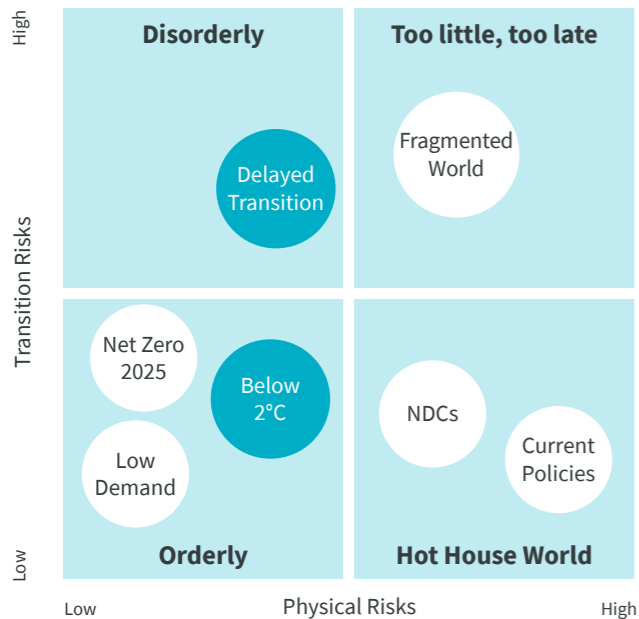 High
Disorderly
Too little, too late
Fragmented
World
Delayed
Transition
Transition Risks
Net Zero
2025
Below
2°C
NDCs
Current
Policies
Low
Demand
Orderly
Hot House World
Low
Low
Physical Risks
High